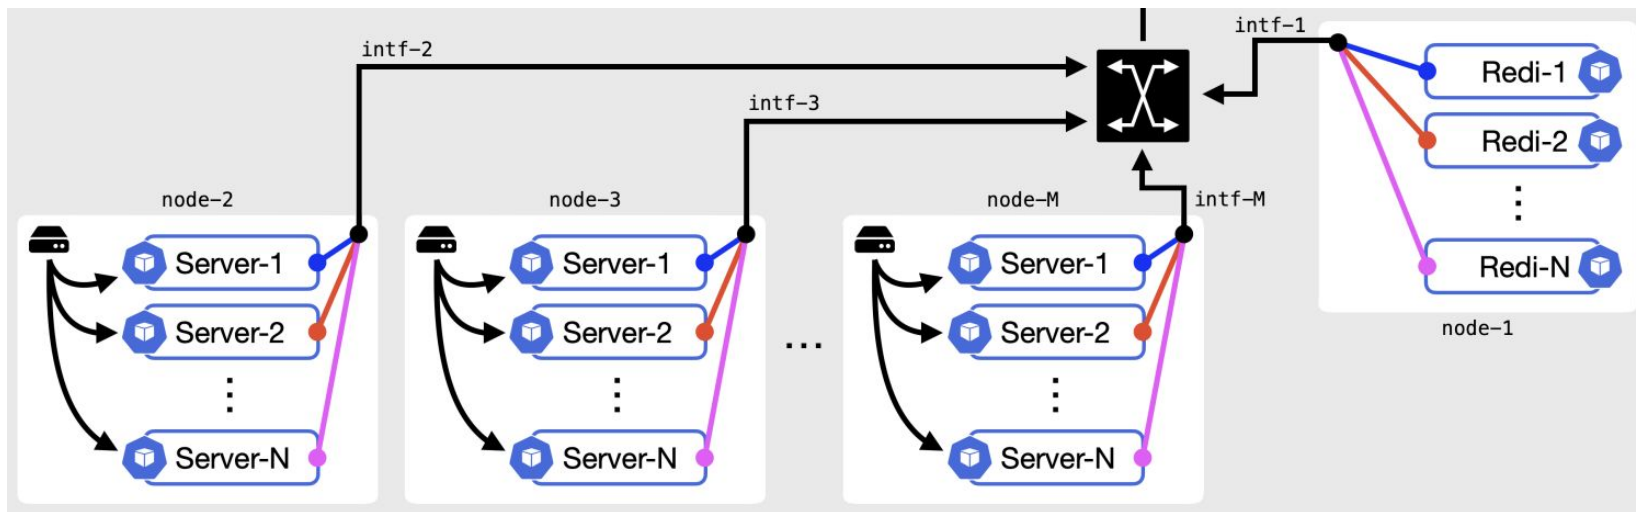 intf-2
intf-1
intf-3
Redi-1
Redi-2
⋮
Redi-N
node-1
node-2
node-3
node-M
intf-M
Server-1
Server-2
⋮
Server-N
Server-1
Server-2
⋮
Server-N
...
Server-1
Server-2
⋮
Server-N